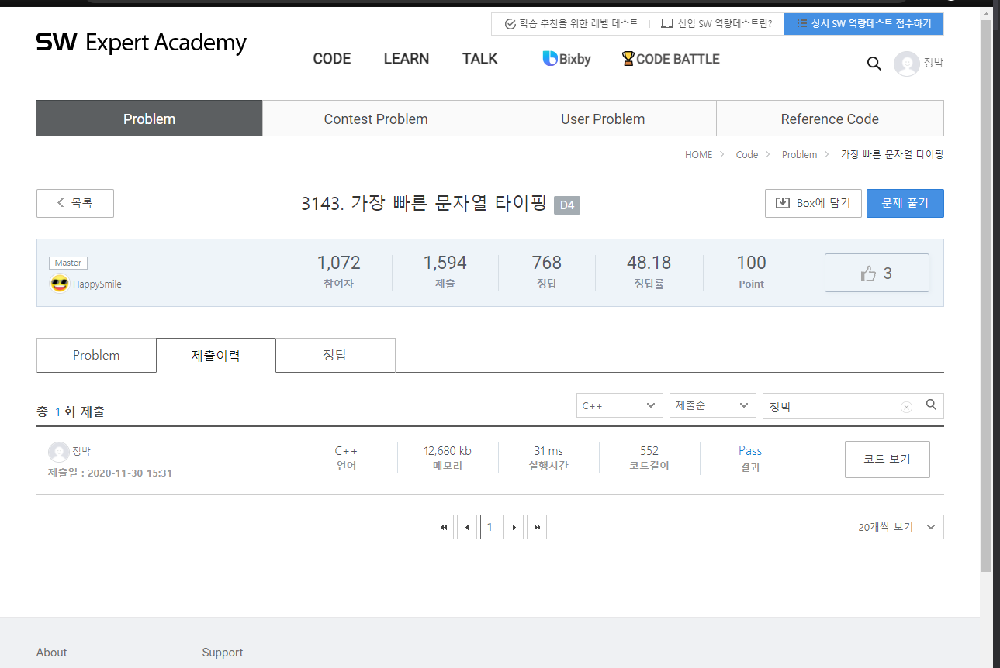 학습 추천을 위한 레벨 테스트
신입 SW 역량테스트란?
상시 SW 역량테스트 접수하기
SW Expert Academy
CODE LEARN TALK Bixby CODE BATTLE
정박
Problem Contest Problem User Problem Reference Code
HOME > Code > Problem > 가장 빠른 문자열 타이핑
목록
3143. 가장 빠른 문자열 타이핑 D4
Box에 담기
문제 풀기
Master
HappySmile
1,072 1,594 768 48.18 100
참여자 제출 정답 정답률 Point
3
Problem 제출이력 정답
총 1회 제출
C++ 제출순 정박
정박 C++ 12,680 kb 31 ms 552 Pass
제출일 : 2020-11-30 15:31 언어 메모리 실행시간 코드길이 결과
코드 보기
1
20개씩 보기
About Support